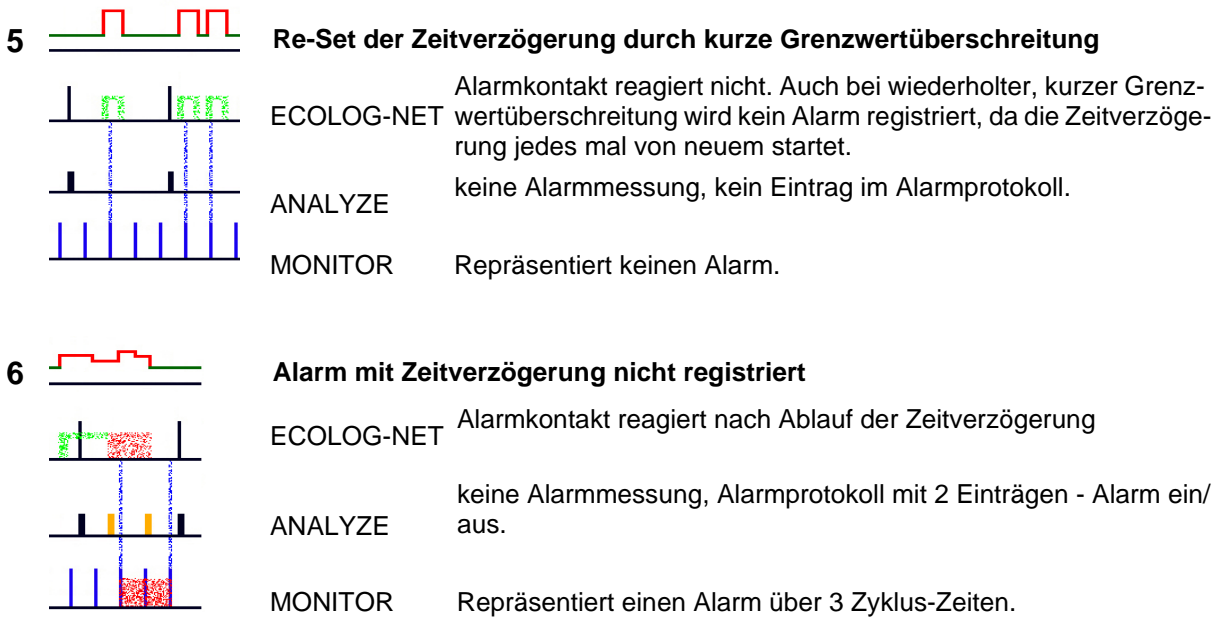 5 Re-Set der Zeitverzögerung durch kurze Grenzwertüberschreitung
Alarmkontakt reagiert nicht. Auch bei wiederholter, kurzer Grenz-
ECOLOG-NET wertüberschreitung wird kein Alarm registriert, da die Zeitverzöge-
rung jedes mal von neuem startet.
keine Alarmmessung, kein Eintrag im Alarmprotokoll.
ANALYZE
MONITOR Repräsentiert keinen Alarm.
6 Alarm mit Zeitverzögerung nicht registriert
ECOLOG-NET Alarmkontakt reagiert nach Ablauf der Zeitverzögerung
keine Alarmmessung, Alarmprotokoll mit 2 Einträgen - Alarm ein/
ANALYZE aus.
MONITOR Repräsentiert einen Alarm über 3 Zyklus-Zeiten.